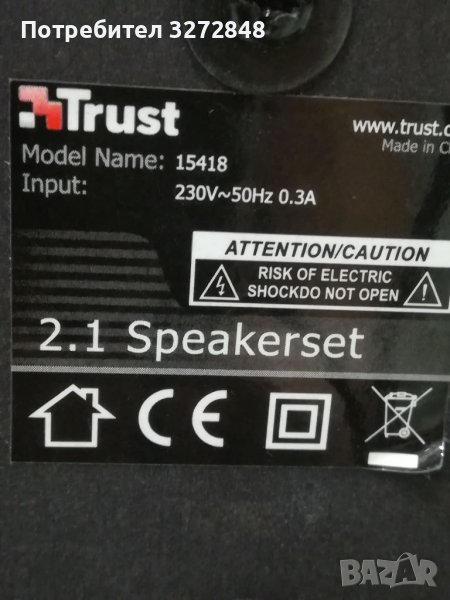 Потребител 3272848
Trust
www.trust.c
Made in C
Model Name: 15418
Input: 230V~50Hz 0.3A
ATTENTION/CAUTION
RISK OF ELECTRIC
SHOCKDO NOT OPEN
2.1 Speakerset
CE
BAZAR